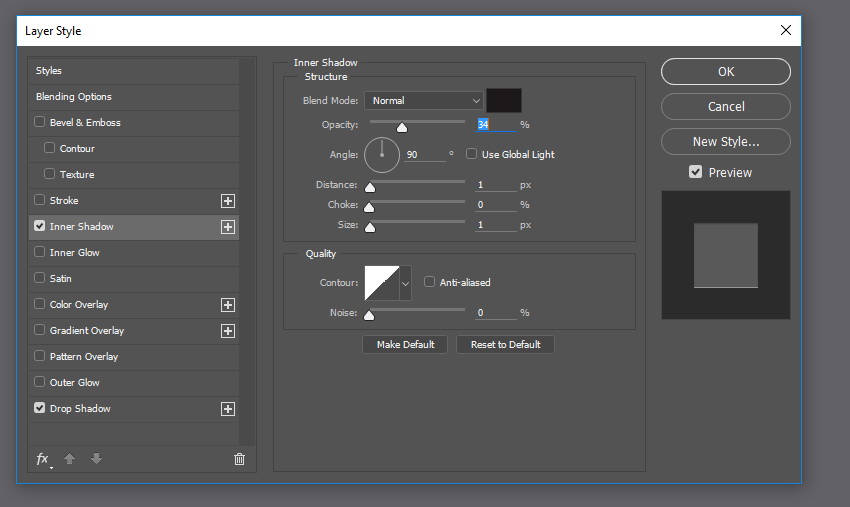 Layer Style
Styles
Blending Options
Bevel & Emboss
Contour
Texture
Stroke
Inner Shadow
Inner Glow
Satin
Color Overlay
Gradient Overlay
Pattern Overlay
Outer Glow
Drop Shadow
fx
Inner Shadow
Structure
Blend Mode: Normal
Opacity: 34 %
Angle: 90 ° Use Global Light
Distance: 1 px
Choke: 0 %
Size: 1 px
Quality
Contour: Anti-aliased
Noise: 0 %
Make Default Reset to Default
OK
Cancel
New Style...
Preview